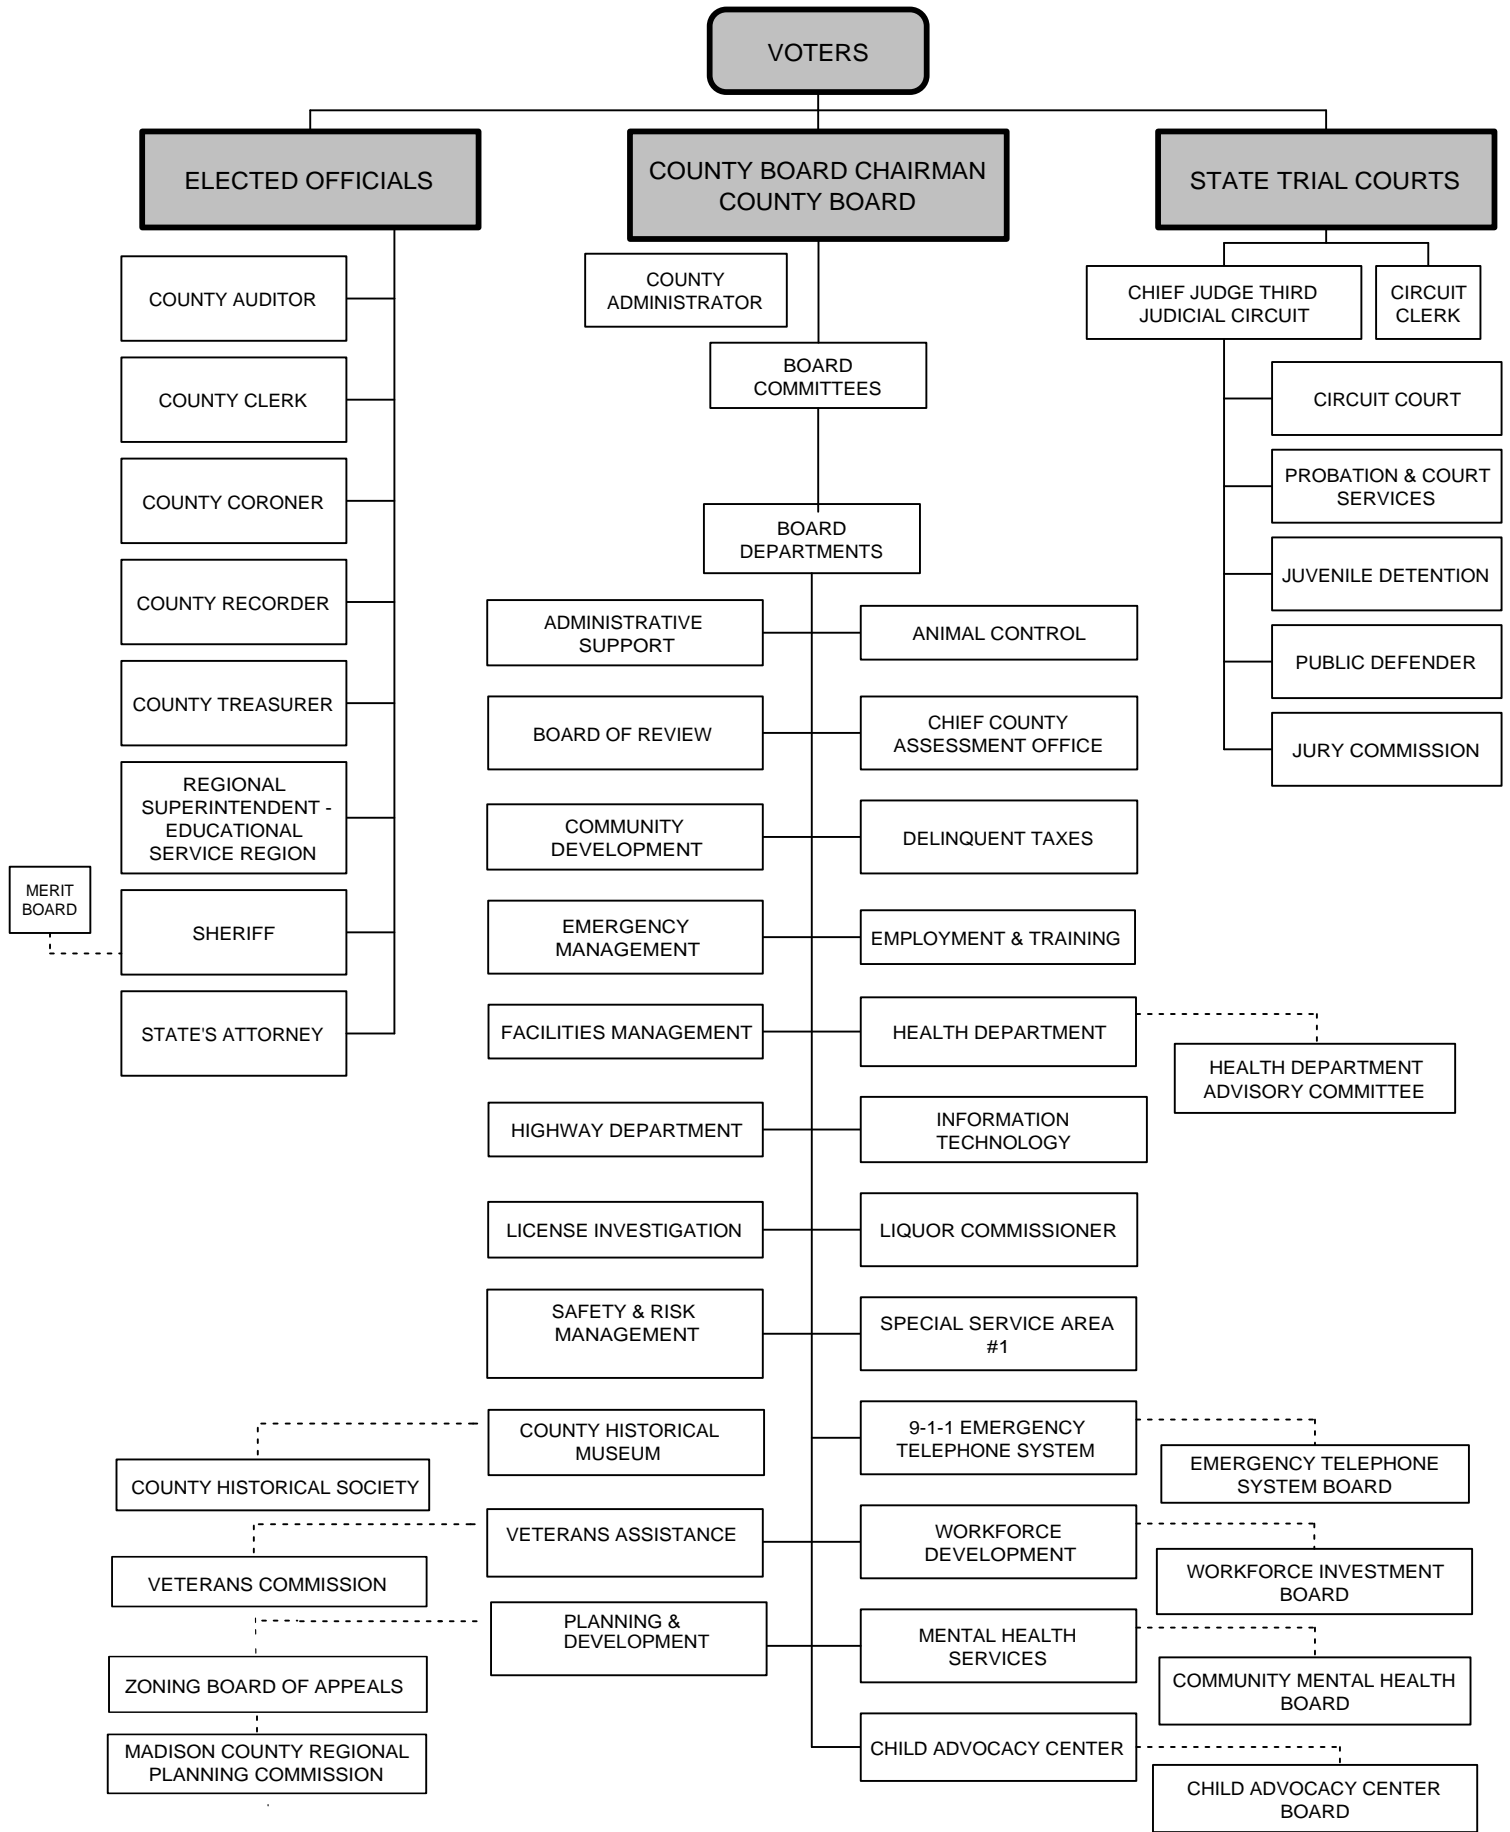 VOTERS
ELECTED OFFICIALS
COUNTY BOARD CHAIRMAN
COUNTY BOARD
STATE TRIAL COURTS
COUNTY AUDITOR
COUNTY CLERK
COUNTY CORONER
COUNTY RECORDER
COUNTY TREASURER
REGIONAL
SUPERINTENDENT -
EDUCATIONAL
SERVICE REGION
MERIT
BOARD
SHERIFF
STATE'S ATTORNEY
COUNTY
ADMINISTRATOR
BOARD
COMMITTEES
BOARD
DEPARTMENTS
ADMINISTRATIVE
SUPPORT
ANIMAL CONTROL
BOARD OF REVIEW
CHIEF COUNTY
ASSESSMENT OFFICE
COMMUNITY
DEVELOPMENT
DELINQUENT TAXES
EMERGENCY
MANAGEMENT
EMPLOYMENT & TRAINING
FACILITIES MANAGEMENT
HEALTH DEPARTMENT
HEALTH DEPARTMENT
ADVISORY COMMITTEE
HIGHWAY DEPARTMENT
INFORMATION
TECHNOLOGY
LICENSE INVESTIGATION
LIQUOR COMMISSIONER
SAFETY & RISK
MANAGEMENT
SPECIAL SERVICE AREA
#1
COUNTY HISTORICAL
MUSEUM
COUNTY HISTORICAL SOCIETY
9-1-1 EMERGENCY
TELEPHONE SYSTEM
EMERGENCY TELEPHONE
SYSTEM BOARD
VETERANS ASSISTANCE
VETERANS COMMISSION
WORKFORCE
DEVELOPMENT
WORKFORCE INVESTMENT
BOARD
PLANNING &
DEVELOPMENT
ZONING BOARD OF APPEALS
MADISON COUNTY REGIONAL
PLANNING COMMISSION
MENTAL HEALTH
SERVICES
COMMUNITY MENTAL HEALTH
BOARD
CHILD ADVOCACY CENTER
CHILD ADVOCACY CENTER
BOARD
CHIEF JUDGE THIRD
JUDICIAL CIRCUIT
CIRCUIT
CLERK
CIRCUIT COURT
PROBATION & COURT
SERVICES
JUVENILE DETENTION
PUBLIC DEFENDER
JURY COMMISSION